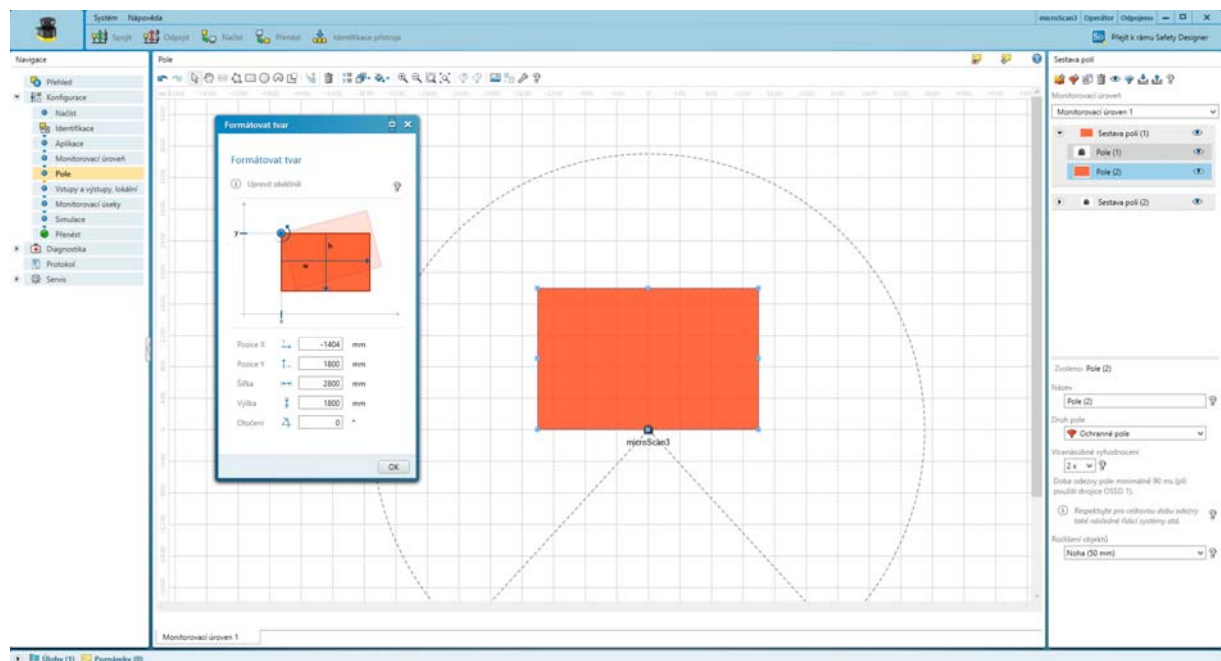 Systém Nápověda
microScan3 Operátor Odpojeno
Spojit Odpojit Načíst Přenést Identifikace přístroje
Přejít k rámu Safety Designer
Navigace
Přehled
Konfigurace
Načíst
Identifikace
Aplikace
Monitorovací úroveň
Pole
Vstupy a výstupy, lokální
Monitorovací úseky
Simulace
Přenést
Diagnostika
Protokol
Servis
Pole
Formátovat tvar
Formátovat tvar
Upravit obdélník
y
h
w
x
Pozice X -1404 mm
Pozice Y 1800 mm
Šířka 2800 mm
Výška 1800 mm
Otočení 0 °
OK
microScan3
Monitorovací úroven 1
Sestava polí
Monitorovací úroveň
Monitorovací úroven 1
Sestava polí (1)
Pole (1)
Pole (2)
Sestava polí (2)
Zvoleno: Pole (2)
Název
Pole (2)
Druh pole
Ochranné pole
Vícenásobné vyhodnocení
2 x
Doba odezvy pole minimálně 90 ms (při
použití dvojice OSSD 1).
Respektujte pro celkovou dobu odezvy
také následné řídicí systémy atd.
Rozlišení objektů
Noha (50 mm)
Úlohy (1) Poznámky (0)